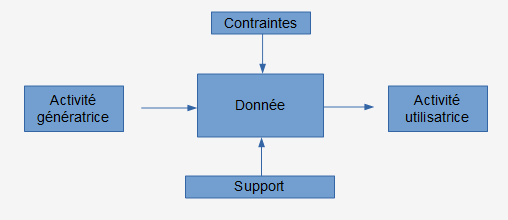 Contraintes
Activité
génératrice
Donnée
Activité
utilisatrice
Support